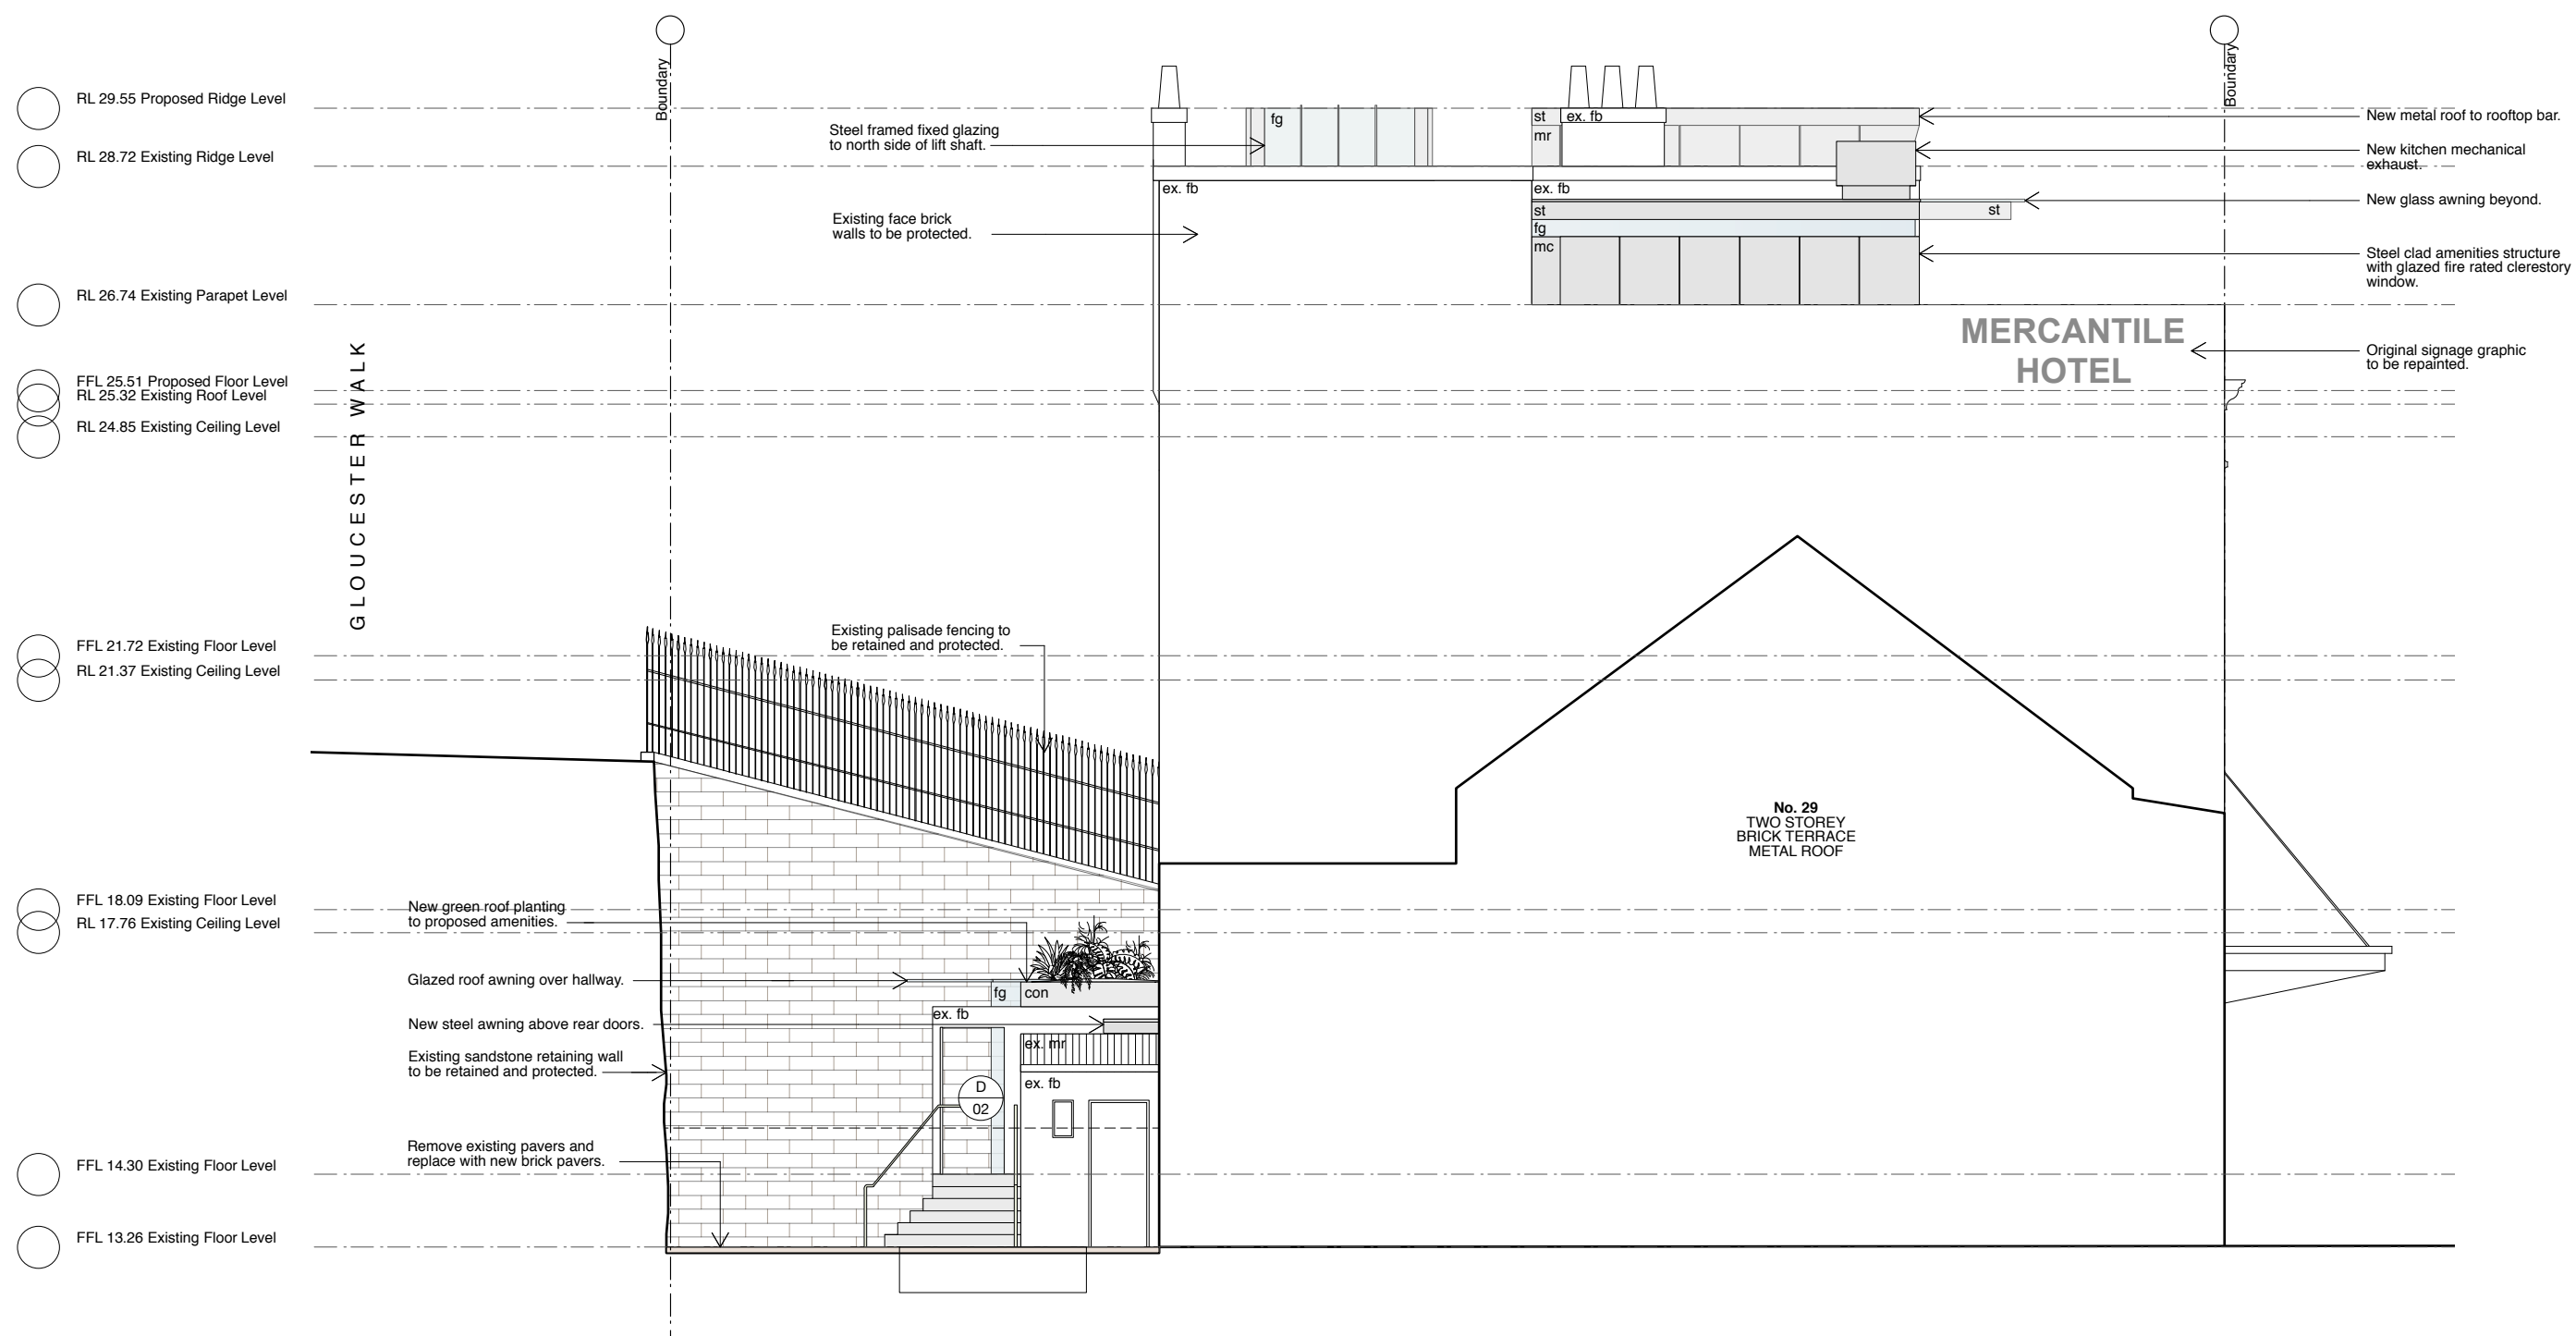 Boundary
Boundary
RL 29.55 Proposed Ridge Level
RL 28.72 Existing Ridge Level
RL 26.74 Existing Parapet Level
FFL 25.51 Proposed Floor Level
RL 25.32 Existing Roof Level
RL 24.85 Existing Ceiling Level
FFL 21.72 Existing Floor Level
RL 21.37 Existing Ceiling Level
FFL 18.09 Existing Floor Level
RL 17.76 Existing Ceiling Level
FFL 14.30 Existing Floor Level
FFL 13.26 Existing Floor Level
GLOUCESTER WALK
Steel framed fixed glazing
to north side of lift shaft.
Existing face brick
walls to be protected.
Existing palisade fencing to
be retained and protected.
New green roof planting
to proposed amenities.
Glazed roof awning over hallway.
New steel awning above rear doors.
Existing sandstone retaining wall
to be retained and protected.
Remove existing pavers and
replace with new brick pavers.
fg
st
ex. fb
mr
ex. fb
ex. fb
st
st
fg
mc
fg
con
ex. fb
ex. mr
ex. fb
D
02
MERCANTILE
HOTEL
No. 29
TWO STOREY
BRICK TERRACE
METAL ROOF
New metal roof to rooftop bar.
New kitchen mechanical
exhaust.
New glass awning beyond.
Steel clad amenities structure
with glazed fire rated clerestory
window.
Original signage graphic
to be repainted.